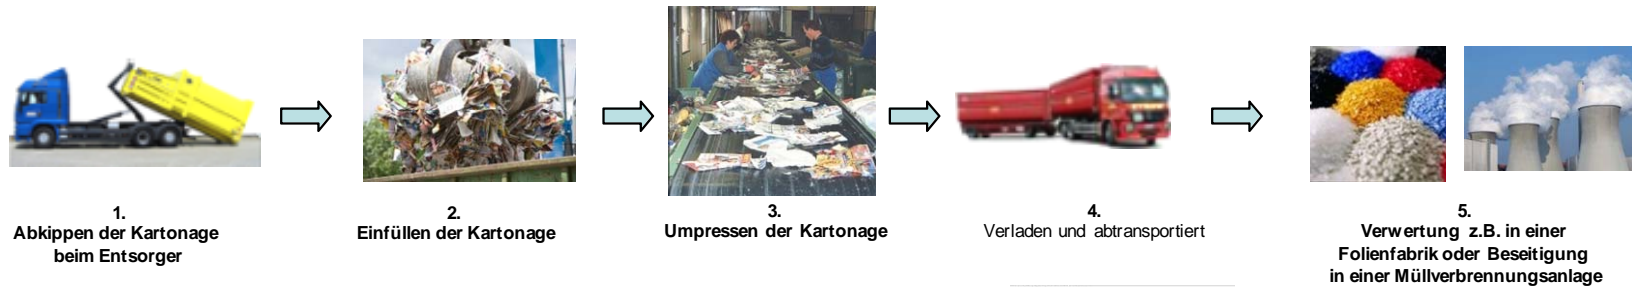 1.
Abkippen der Kartonage
beim Entsorger
2.
Einfüllen der Kartonage
3.
Umpressen der Kartonage
4.
Verladen und abtransportiert
5.
Verwertung z.B. in einer
Folienfabrik oder Beseitigung
in einer Müllverbrennungsanlage